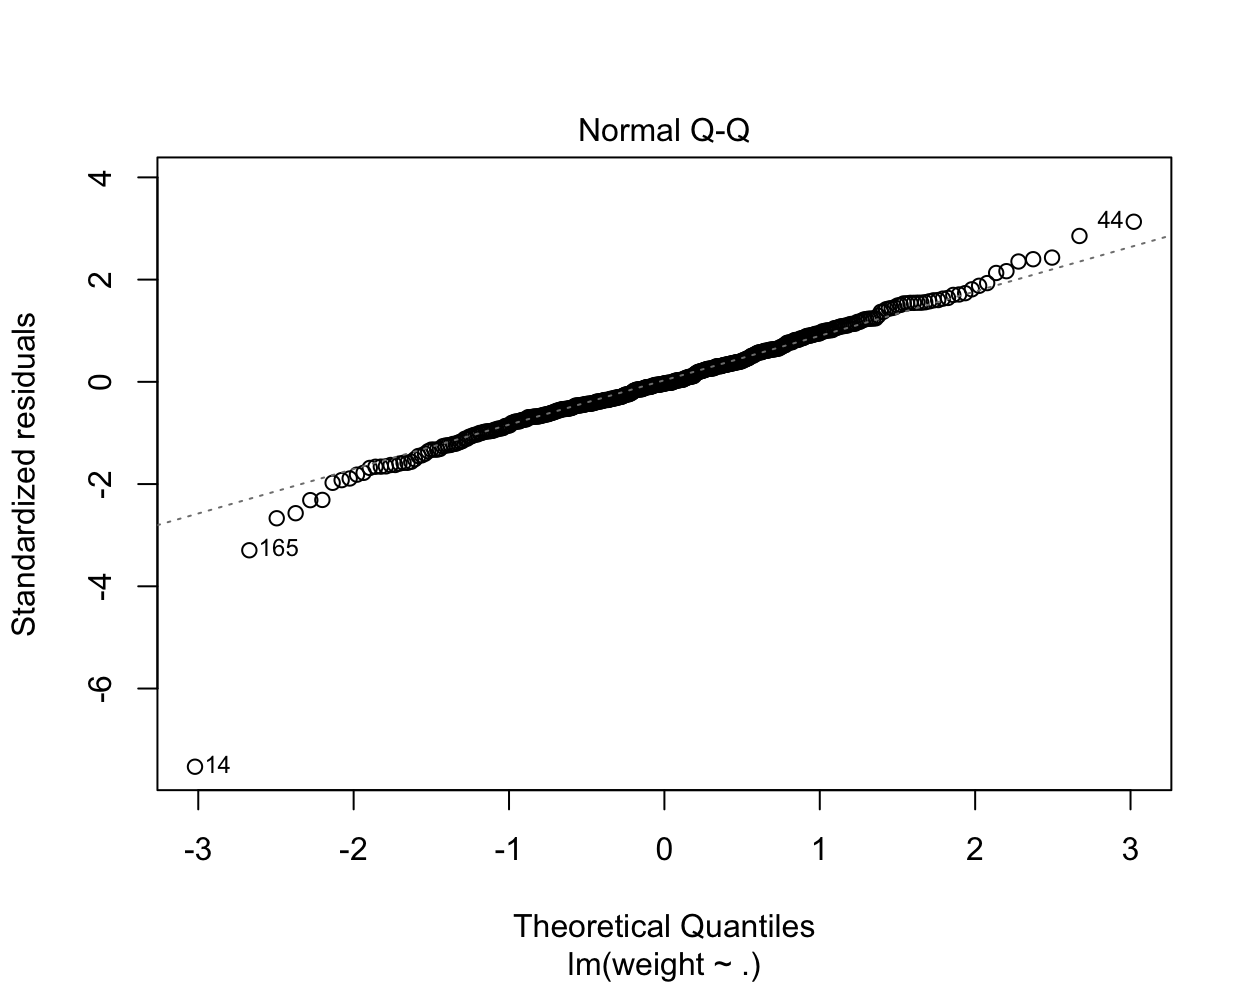 Normal Q-Q
Standardized residuals
4
2
0
-2
-4
-6
44
165
14
-3 -2 -1 0 1 2 3
Theoretical Quantiles
lm(weight ~ .)